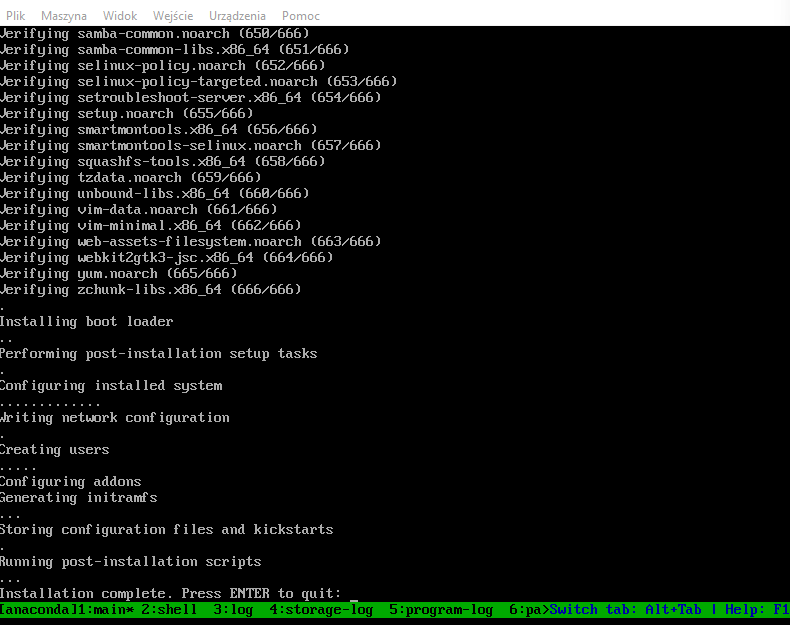 Plik Maszyna Widok Wejście Urządzenia Pomoc
Verifying samba-common.noarch (650/666)
Verifying samba-common-libs.x86_64 (651/666)
Verifying selinux-policy.noarch (652/666)
Verifying selinux-policy-targeted.noarch (653/666)
Verifying setroubleshoot-server.x86_64 (654/666)
Verifying setup.noarch (655/666)
Verifying smartmontools.x86_64 (656/666)
Verifying smartmontools-selinux.noarch (657/666)
Verifying squashfs-tools.x86_64 (658/666)
Verifying tzdata.noarch (659/666)
Verifying unbound-libs.x86_64 (660/666)
Verifying vim-data.noarch (661/666)
Verifying vim-minimal.x86_64 (662/666)
Verifying web-assets-filesystem.noarch (663/666)
Verifying webkit2gtk3-jsc.x86_64 (664/666)
Verifying yum.noarch (665/666)
Verifying zchunk-libs.x86_64 (666/666)
.
Installing boot loader
..
Performing post-installation setup tasks
.
Configuring installed system
.............
Writing network configuration
.
Creating users
.....
Configuring addons
Generating initramfs
...
Storing configuration files and kickstarts
.
Running post-installation scripts
...
Installation complete. Press ENTER to quit: _
[anaconda]1:main* 2:shell 3:log 4:storage-log 5:program-log 6:pa>Switch tab: Alt+Tab | Help: F1